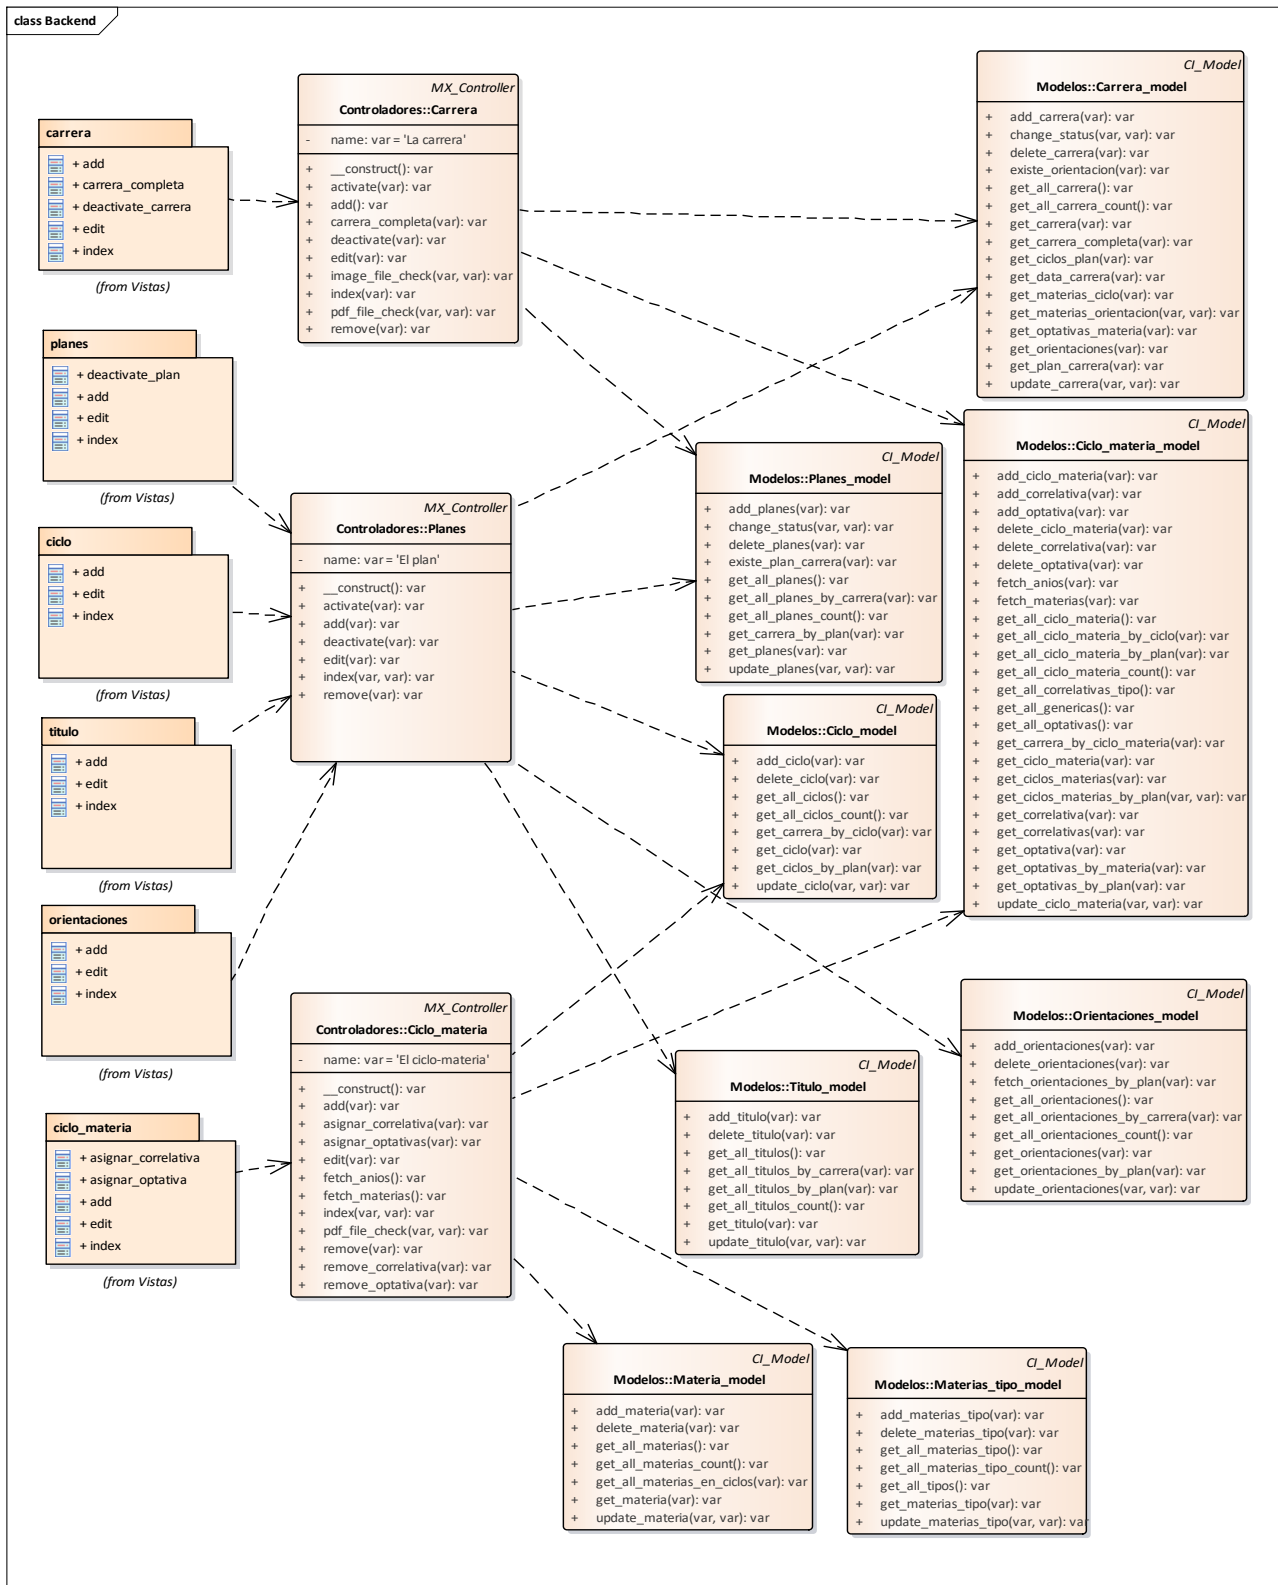 class Backend
carrera
+ add
+ carrera_completa
+ deactivate_carrera
+ edit
+ index
(from Vistas)
planes
+ deactivate_plan
+ add
+ edit
+ index
(from Vistas)
ciclo
+ add
+ edit
+ index
(from Vistas)
titulo
+ add
+ edit
+ index
(from Vistas)
orientaciones
+ add
+ edit
+ index
(from Vistas)
ciclo_materia
+ asignar_correlativa
+ asignar_optativa
+ add
+ edit
+ index
(from Vistas)
MX_Controller
Controladores::Carrera
- name: var = 'La carrera'
+ __construct(): var
+ activate(var): var
+ add(): var
+ carrera_completa(var): var
+ deactivate(var): var
+ edit(var): var
+ image_file_check(var, var): var
+ index(var): var
+ pdf_file_check(var, var): var
+ remove(var): var
MX_Controller
Controladores::Planes
- name: var = 'El plan'
+ __construct(): var
+ activate(var): var
+ add(var): var
+ deactivate(var): var
+ edit(var): var
+ index(var, var): var
+ remove(var): var
MX_Controller
Controladores::Ciclo_materia
- name: var = 'El ciclo-materia'
+ __construct(): var
+ add(var): var
+ asignar_correlativa(var): var
+ asignar_optativas(var): var
+ edit(var): var
+ fetch_anios(): var
+ fetch_materias(): var
+ index(var, var): var
+ pdf_file_check(var, var): var
+ remove(var): var
+ remove_correlativa(var): var
+ remove_optativa(var): var
CI_Model
Modelos::Carrera_model
+ add_carrera(var): var
+ change_status(var, var): var
+ delete_carrera(var): var
+ existe_orientacion(var): var
+ get_all_carrera(): var
+ get_all_carrera_count(): var
+ get_carrera(var): var
+ get_carrera_completa(var): var
+ get_ciclos_plan(var): var
+ get_data_carrera(var): var
+ get_materias_ciclo(var): var
+ get_materias_orientacion(var, var): var
+ get_optativas_materia(var): var
+ get_orientaciones(var): var
+ get_plan_carrera(var): var
+ update_carrera(var, var): var
CI_Model
Modelos::Planes_model
+ add_planes(var): var
+ change_status(var, var): var
+ delete_planes(var): var
+ existe_plan_carrera(var): var
+ get_all_planes(): var
+ get_all_planes_by_carrera(var): var
+ get_all_planes_count(): var
+ get_carrera_by_plan(var): var
+ get_planes(var): var
+ update_planes(var, var): var
CI_Model
Modelos::Ciclo_materia_model
+ add_ciclo_materia(var): var
+ add_correlativa(var): var
+ add_optativa(var): var
+ delete_ciclo_materia(var): var
+ delete_correlativa(var): var
+ delete_optativa(var): var
+ fetch_anios(var): var
+ fetch_materias(var): var
+ get_all_ciclo_materia(): var
+ get_all_ciclo_materia_by_ciclo(var): var
+ get_all_ciclo_materia_by_plan(var): var
+ get_all_ciclo_materia_count(): var
+ get_all_correlativas_tipo(): var
+ get_all_genericas(): var
+ get_all_optativas(): var
+ get_carrera_by_ciclo_materia(var): var
+ get_ciclo_materia(var): var
+ get_ciclos_materias(var): var
+ get_ciclos_materias_by_plan(var, var): var
+ get_correlativa(var): var
+ get_correlativas(var): var
+ get_optativa(var): var
+ get_optativas_by_materia(var): var
+ get_optativas_by_plan(var): var
+ update_ciclo_materia(var, var): var
CI_Model
Modelos::Ciclo_model
+ add_ciclo(var): var
+ delete_ciclo(var): var
+ get_all_ciclos(): var
+ get_all_ciclos_count(): var
+ get_carrera_by_ciclo(var): var
+ get_ciclo(var): var
+ get_ciclos_by_plan(var): var
+ update_ciclo(var, var): var
CI_Model
Modelos::Orientaciones_model
+ add_orientaciones(var): var
+ delete_orientaciones(var): var
+ fetch_orientaciones_by_plan(var): var
+ get_all_orientaciones(): var
+ get_all_orientaciones_by_carrera(var): var
+ get_all_orientaciones_count(): var
+ get_orientaciones(var): var
+ get_orientaciones_by_plan(var): var
+ update_orientaciones(var, var): var
CI_Model
Modelos::Titulo_model
+ add_titulo(var): var
+ delete_titulo(var): var
+ get_all_titulos(): var
+ get_all_titulos_by_carrera(var): var
+ get_all_titulos_by_plan(var): var
+ get_all_titulos_count(): var
+ get_titulo(var): var
+ update_titulo(var, var): var
CI_Model
Modelos::Materia_model
+ add_materia(var): var
+ delete_materia(var): var
+ get_all_materias(): var
+ get_all_materias_count(): var
+ get_all_materias_en_ciclos(var): var
+ get_materia(var): var
+ update_materia(var, var): var
CI_Model
Modelos::Materias_tipo_model
+ add_materias_tipo(var): var
+ delete_materias_tipo(var): var
+ get_all_materias_tipo(): var
+ get_all_materias_tipo_count(): var
+ get_all_tipos(): var
+ get_materias_tipo(var): var
+ update_materias_tipo(var, var): var